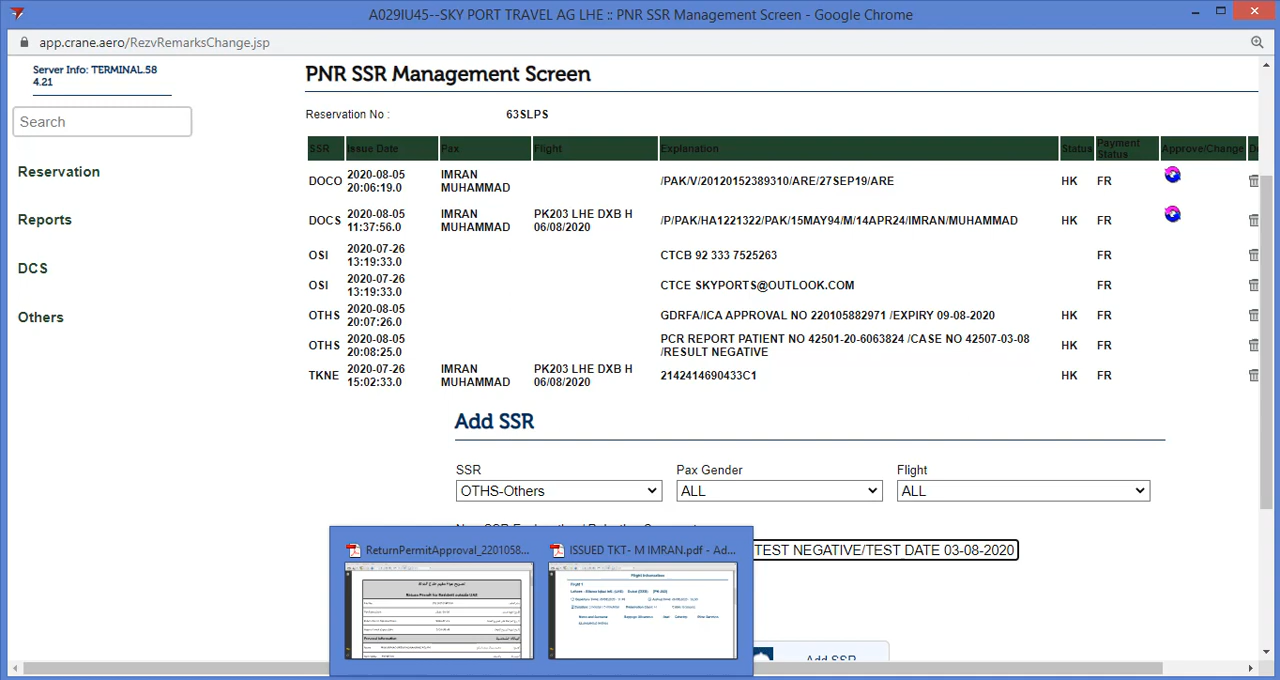 A029IU45--SKY PORT TRAVEL AG LHE :: PNR SSR Management Screen - Google Chrome
app.crane.aero/RezvRemarksChange.jsp
Server Info: TERMINAL.58
4.21
Search
Reservation
Reports
DCS
Others
PNR SSR Management Screen
Reservation No : 63SLPS
SSR Issue Date Pax Flight Explanation Status Payment Status Approve/Change
DOCO 2020-08-05 20:06:19.0 IMRAN MUHAMMAD /PAK/V/20120152389310/ARE/27SEP19/ARE HK FR
DOCS 2020-08-05 11:37:56.0 IMRAN MUHAMMAD PK203 LHE DXB H 06/08/2020 /P/PAK/HA1221322/PAK/15MAY94/M/14APR24/IMRAN/MUHAMMAD HK FR
OSI 2020-07-26 13:19:33.0 CTCB 92 333 7525263 FR
OSI 2020-07-26 13:19:33.0 CTCE SKYPORTS@OUTLOOK.COM FR
OTHS 2020-08-05 20:07:26.0 GDRFA/ICA APPROVAL NO 220105882971 /EXPIRY 09-08-2020 HK FR
OTHS 2020-08-05 20:08:25.0 PCR REPORT PATIENT NO 42501-20-6063824 /CASE NO 42507-03-08 /RESULT NEGATIVE HK FR
TKNE 2020-07-26 15:02:33.0 IMRAN MUHAMMAD PK203 LHE DXB H 06/08/2020 2142414690433C1 HK FR
Add SSR
SSR Pax Gender Flight
OTHS-Others ALL ALL
TEST NEGATIVE/TEST DATE 03-08-2020
ReturnPermitApproval_2201058... ISSUED TKT- M IMRAN.pdf - Ad...
Return Permit for Resident outside UAE
Personal Information
Flight Information
Flight 1
Add SSR